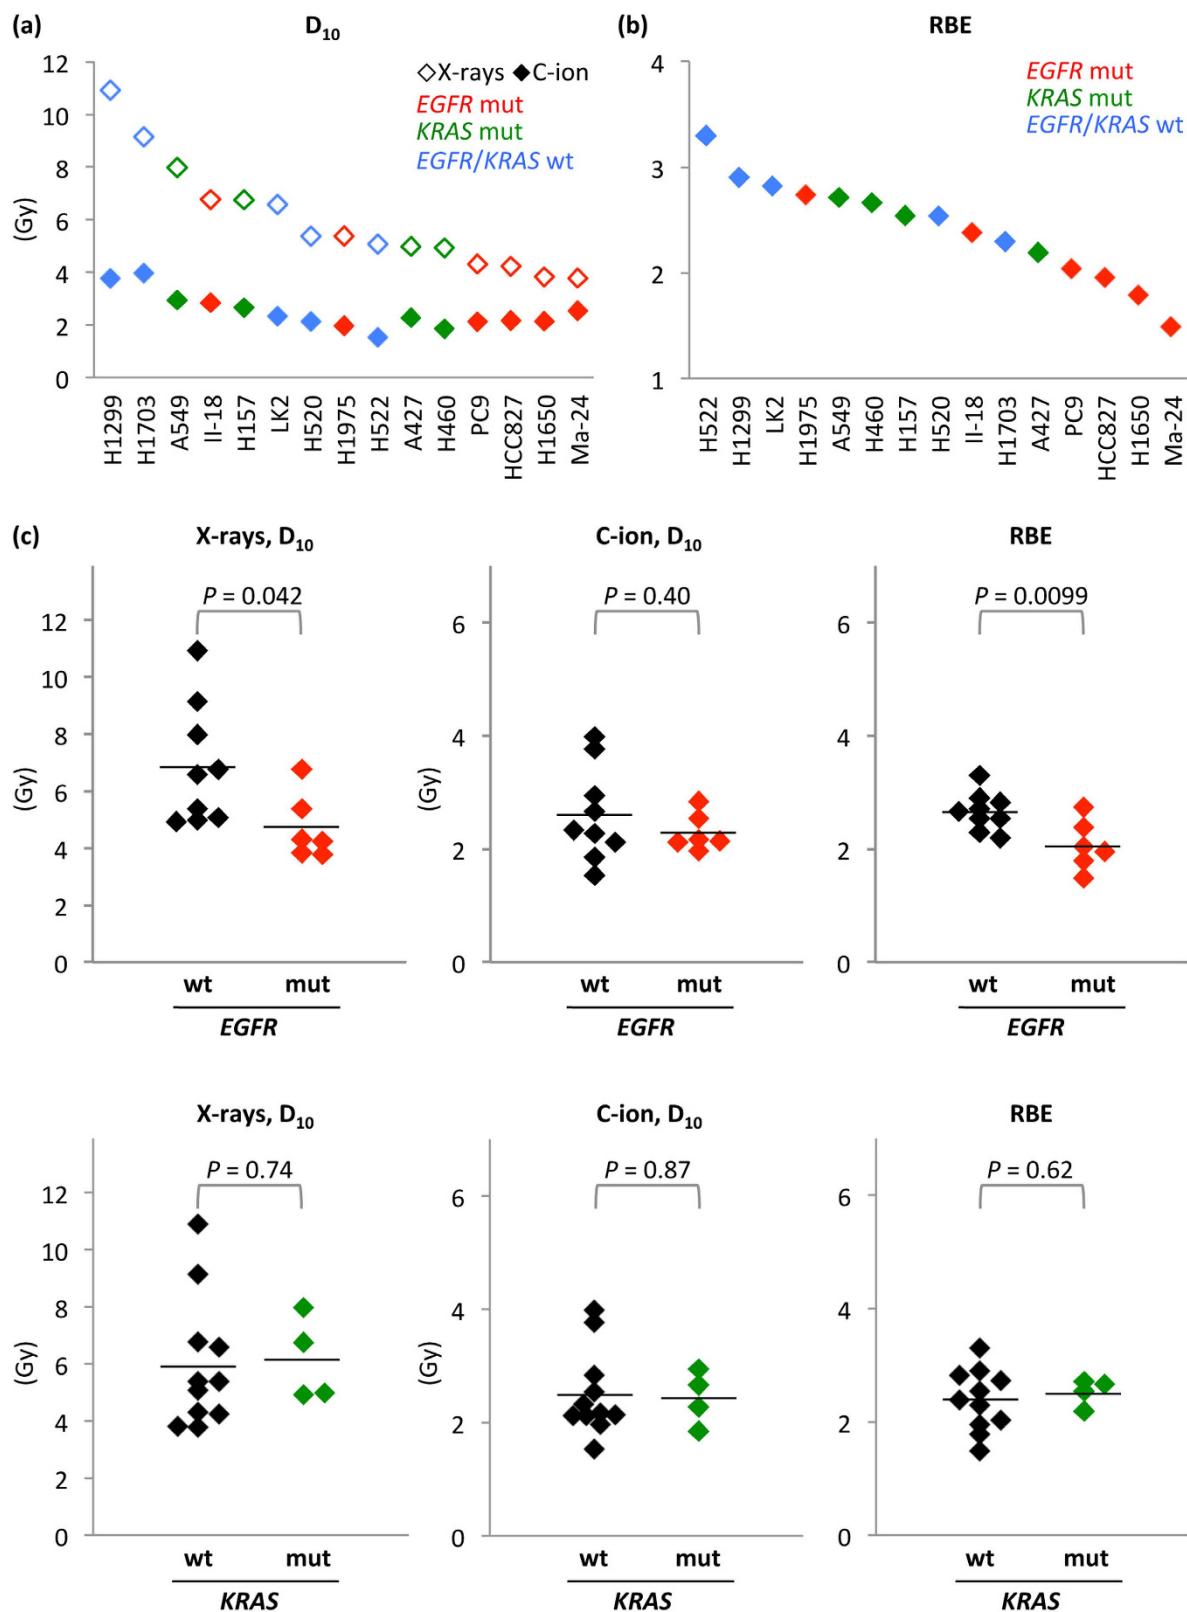 (a) D10
12
10
8
6
4
2
0
(Gy)
X-rays C-ion
EGFR mut
KRAS mut
EGFR/KRAS wt
H1299
H1703
A549
II-18
H157
LK2
H520
H1975
H522
A427
H460
PC9
HCC827
H1650
Ma-24
(b) RBE
4
3
2
1
EGFR mut
KRAS mut
EGFR/KRAS wt
H522
H1299
LK2
H1975
A549
H460
H157
H520
II-18
H1703
A427
PC9
HCC827
H1650
Ma-24
(c) X-rays, D10
P = 0.042
12
10
8
6
4
2
0
(Gy)
wt mut
EGFR
C-ion, D10
P = 0.40
6
4
2
0
(Gy)
wt mut
EGFR
RBE
P = 0.0099
6
4
2
0
(Gy)
wt mut
EGFR
X-rays, D10
P = 0.74
12
10
8
6
4
2
0
(Gy)
wt mut
KRAS
C-ion, D10
P = 0.87
6
4
2
0
(Gy)
wt mut
KRAS
RBE
P = 0.62
6
4
2
0
(Gy)
wt mut
KRAS